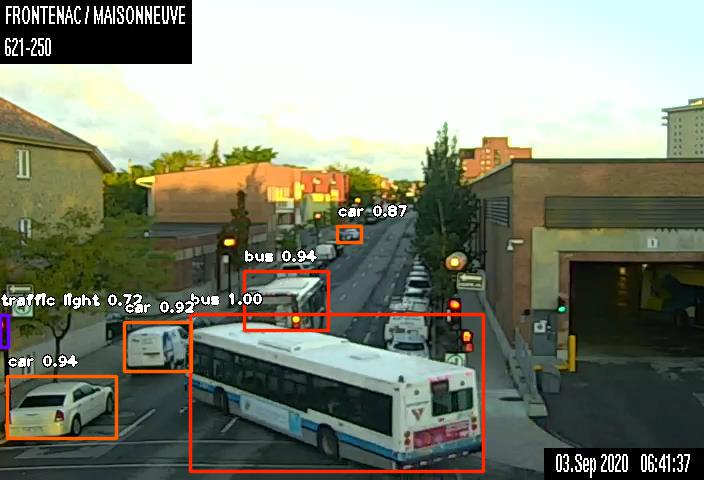 FRONTENAC / MAISONNEUVE
621-250
car 0.87
bus 0.94
traffic light 0.72
car 0.92
bus 1.00
car 0.94
1
03.Sep 2020 06:41:37